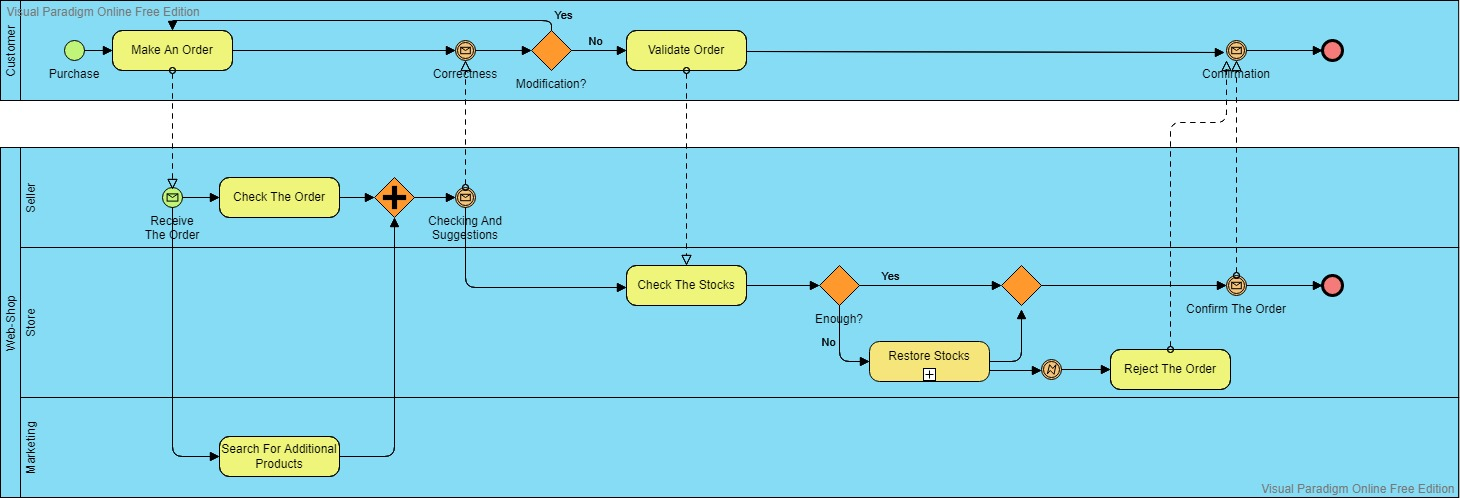 Visual Paradigm Online Free Edition
Customer
Yes
Make An Order
No
Validate Order
Purchase
Correctness
Modification?
Confirmation
Web-Shop
Seller
Check The Order
Receive
The Order
Checking And
Suggestions
Store
Check The Stocks
Yes
Enough?
Confirm The Order
No
Restore Stocks
Reject The Order
Marketing
Search For Additional
Products
Visual Paradigm Online Free Edition